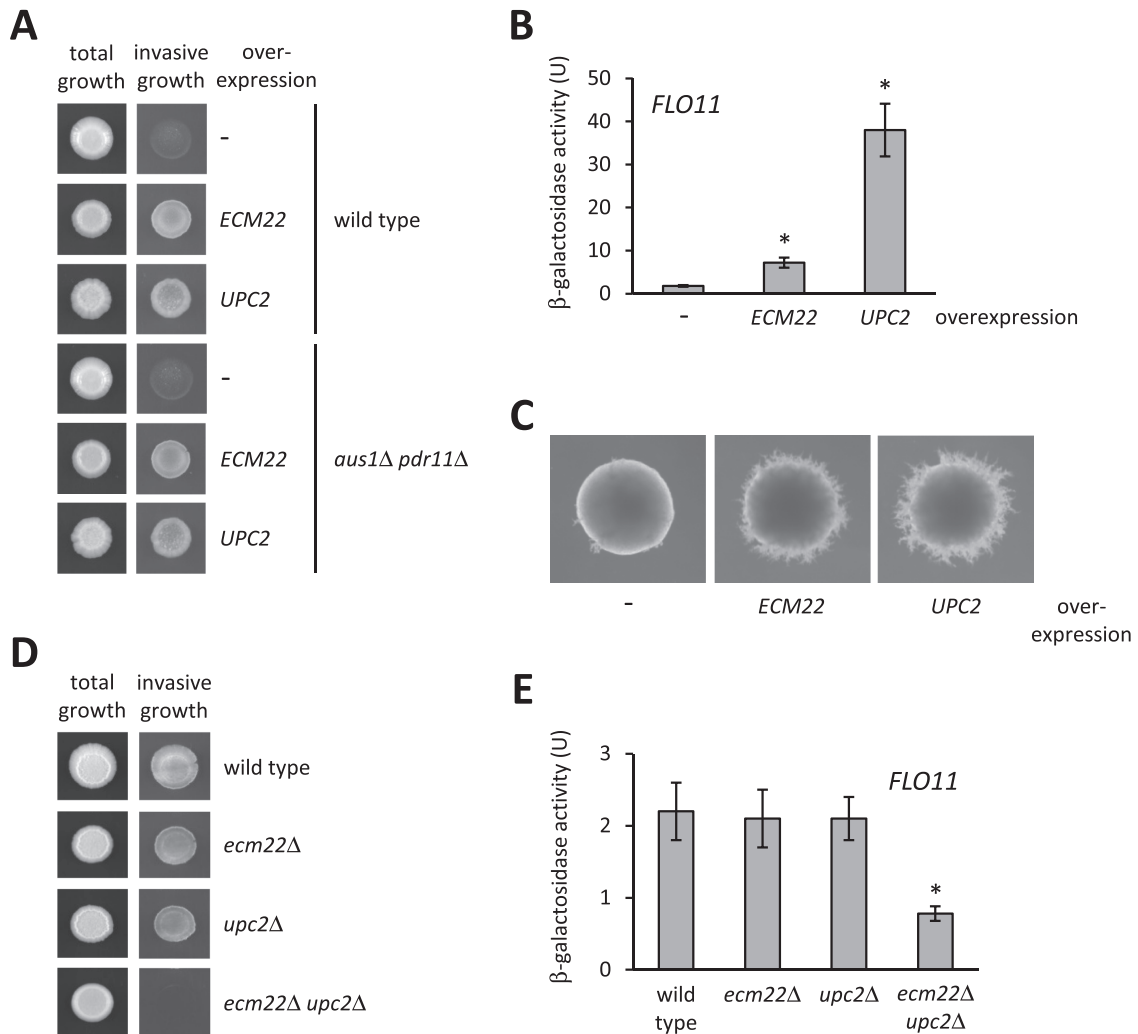 A
total
growth
invasive
growth
over-
expression
-
ECM22
UPC2
wild type
-
ECM22
UPC2
aus1Δ pdr11Δ
B
β-galactosidase activity (U)
50
40
30
20
10
0
FLO11
*
*
-
ECM22
UPC2
overexpression
C
-
ECM22
UPC2
over-
expression
D
total
growth
invasive
growth
wild type
ecm22Δ
upc2Δ
ecm22Δ upc2Δ
E
β-galactosidase activity (U)
3
2
1
0
FLO11
*
wild
type
ecm22Δ
upc2Δ
ecm22Δ
upc2Δ